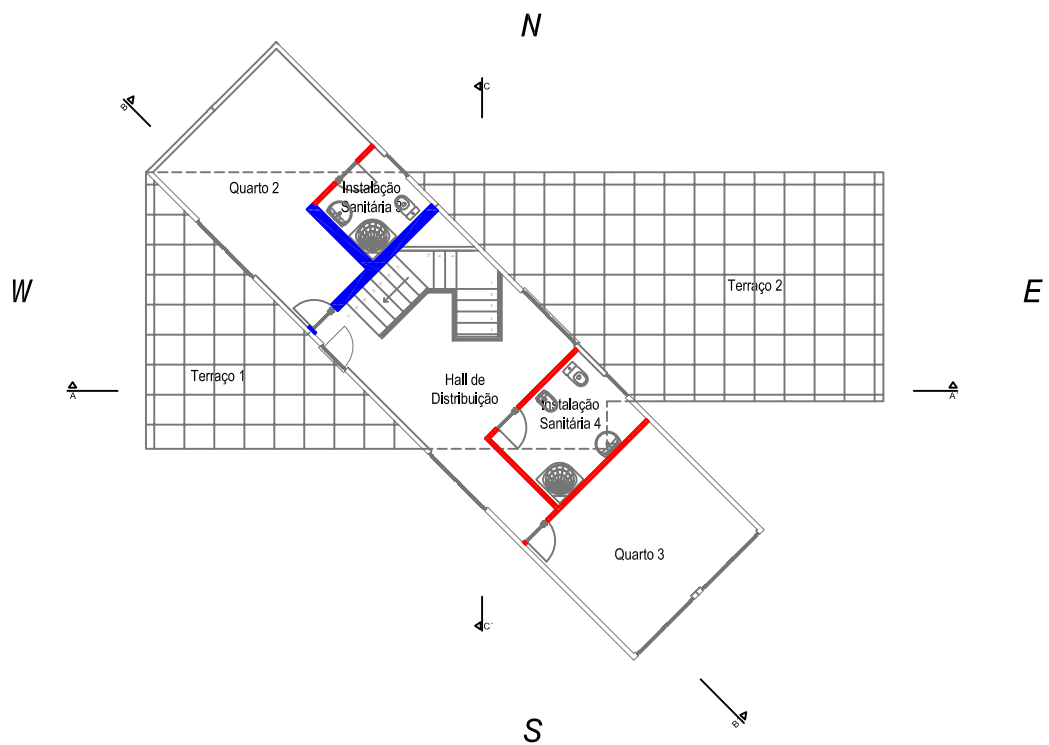 N
C
B
Quarto 2
Instalação
Sanitária 3
W
Terraço 2
E
Terraço 1
Hall de
Distribuição
A
A´
Instalação
Sanitária 4
Quarto 3
C´
B´
S